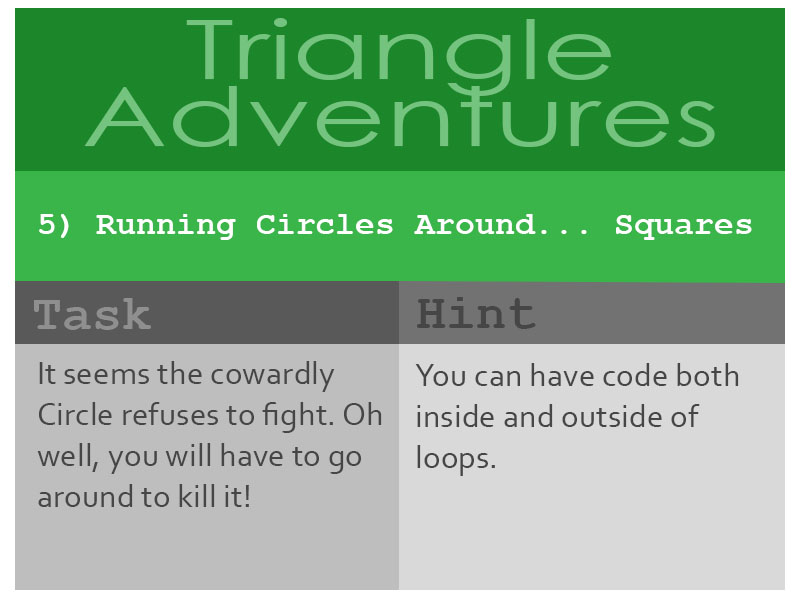 Triangle
Adventures
5) Running Circles Around... Squares
Task
It seems the cowardly
Circle refuses to fight. Oh
well, you will have to go
around to kill it!
Hint
You can have code both
inside and outside of
loops.